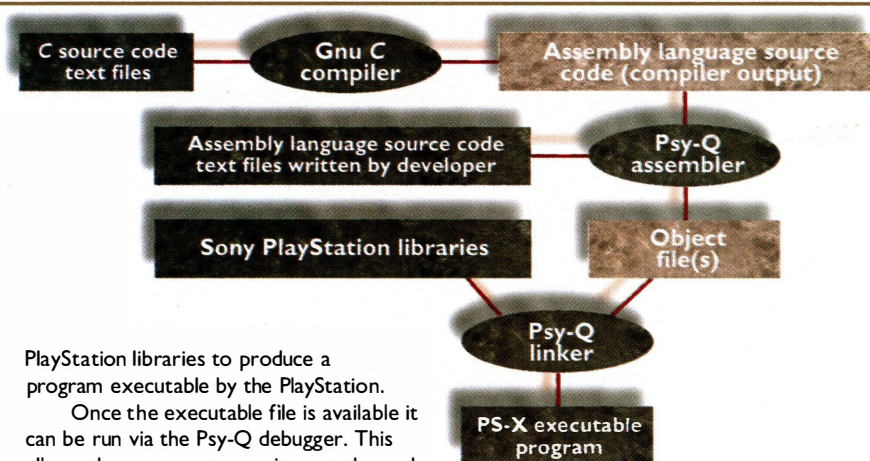 C source code
text files
Gnu C
compiler
Assembly language source
code (compiler output)
Assembly language source code
text files written by developer
Psy-Q
assembler
Sony PlayStation libraries
Object
file(s)
Psy-Q
linker
PS-X executable
program
PlayStation libraries to produce a
program executable by the PlayStation.
Once the executable file is available it
can be run via the Psy-Q debugger. This